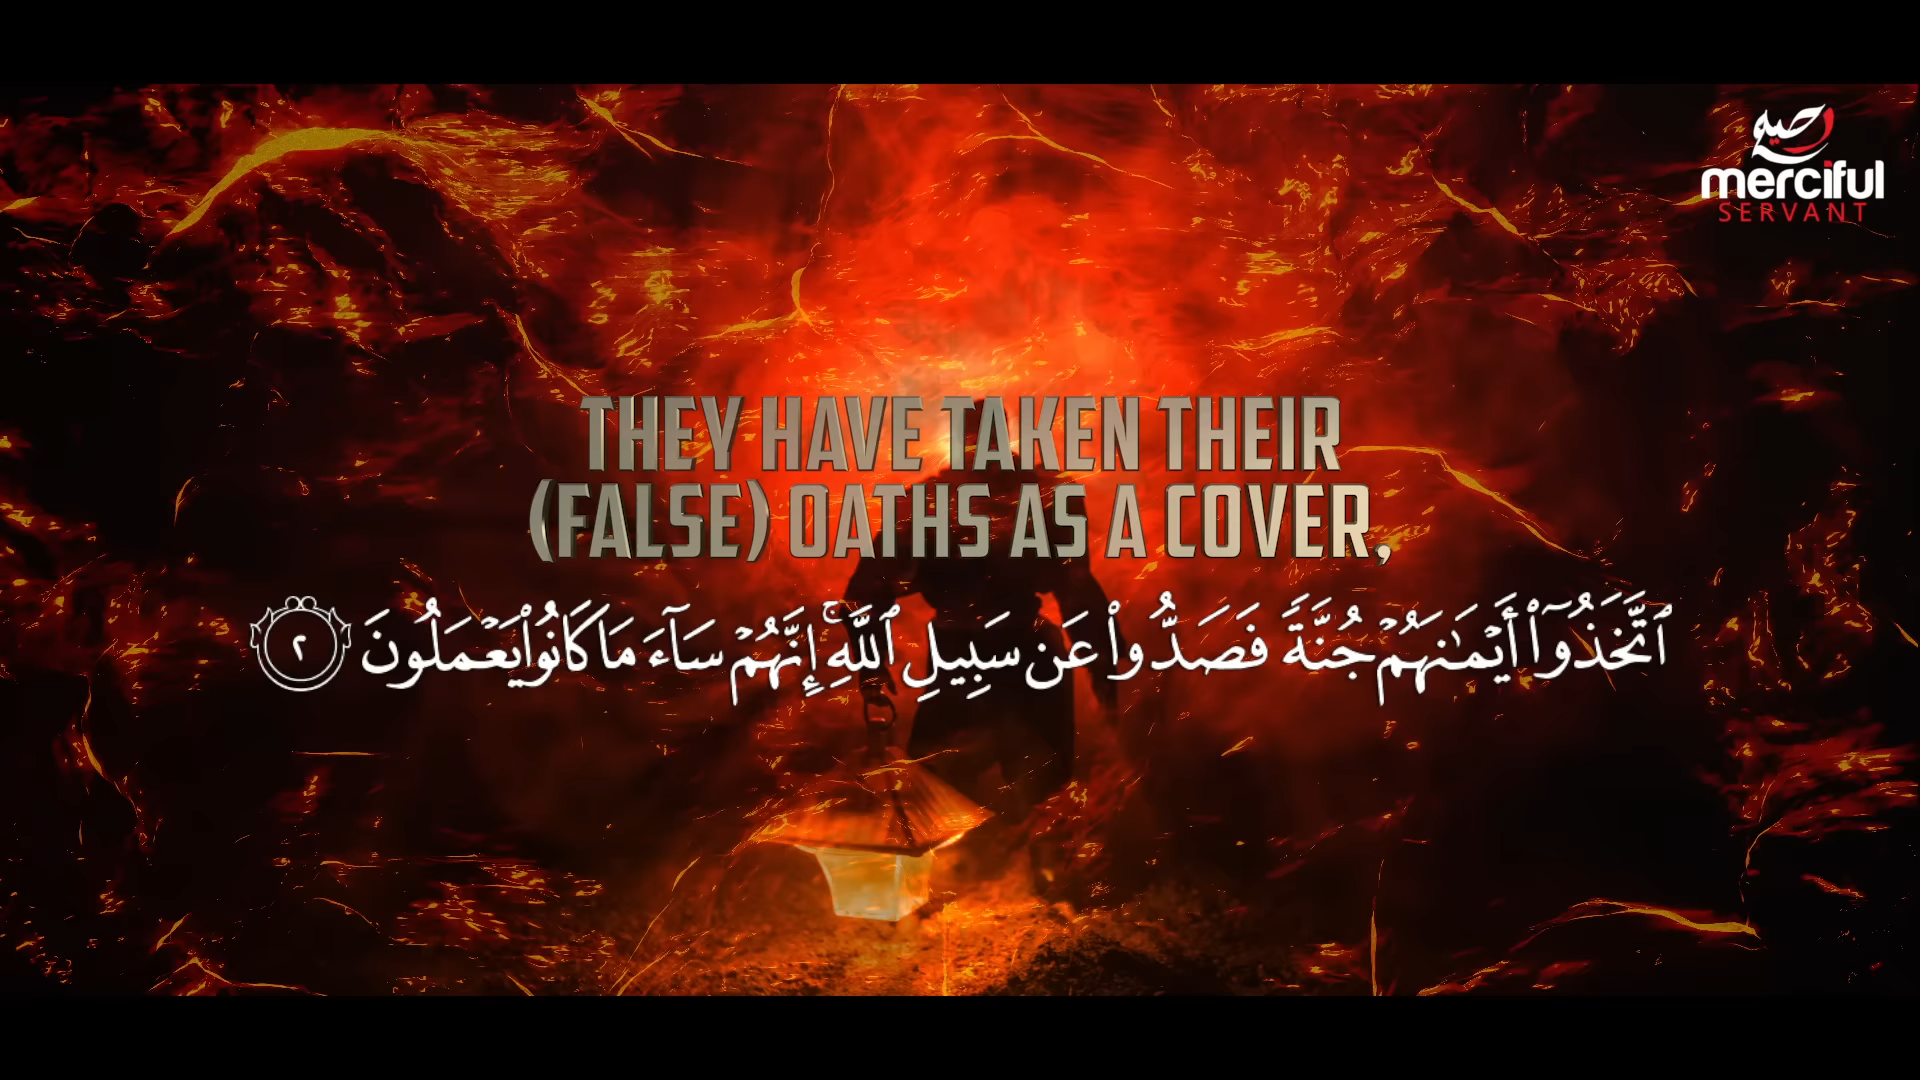 رحيم
merciful
SERVANT
THEY HAVE TAKEN THEIR
(FALSE) OATHS AS A COVER,
ٱتَّخَذُوٓا۟ أَيْمَـٰنَهُمْ جُنَّةً فَصَدُّوا۟ عَن سَبِيلِ ٱللَّهِ ۚ إِنَّهُمْ سَآءَ مَا كَانُوا۟ يَعْمَلُونَ ٢